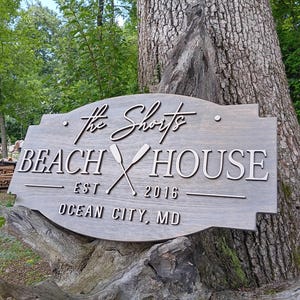 the Shorts
BEACH HOUSE
EST 2016
OCEAN CITY, MD